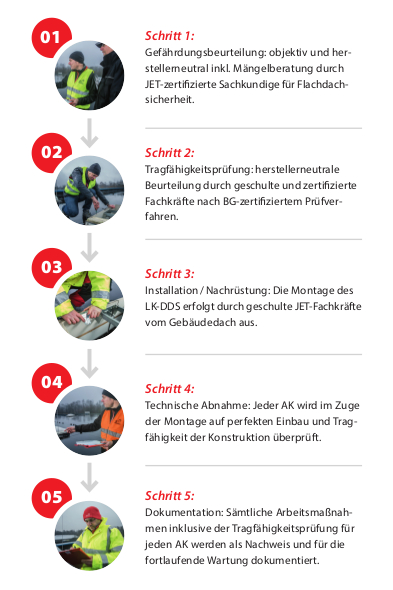 01
Schritt 1:
Gefährdungsbeurteilung: objektiv und her-
stellerneutral inkl. Mängelberatung durch
JET-zertifizierte Sachkundige für Flachdach-
sicherheit.
02
Schritt 2:
Tragfähigkeitsprüfung: herstellerneutrale
Beurteilung durch geschulte und zertifizierte
Fachkräfte nach BG-zertifiziertem Prüfver-
fahren.
03
Schritt 3:
Installation / Nachrüstung: Die Montage des
LK-DDS erfolgt durch geschulte JET-Fachkräfte
vom Gebäudedach aus.
04
Schritt 4:
Technische Abnahme: Jeder AK wird im Zuge
der Montage auf perfekten Einbau und Trag-
fähigkeit der Konstruktion überprüft.
05
Schritt 5:
Dokumentation: Sämtliche Arbeitsmaßnah-
men inklusive der Tragfähigkeitsprüfung für
jeden AK werden als Nachweis und für die
fortlaufende Wartung dokumentiert.